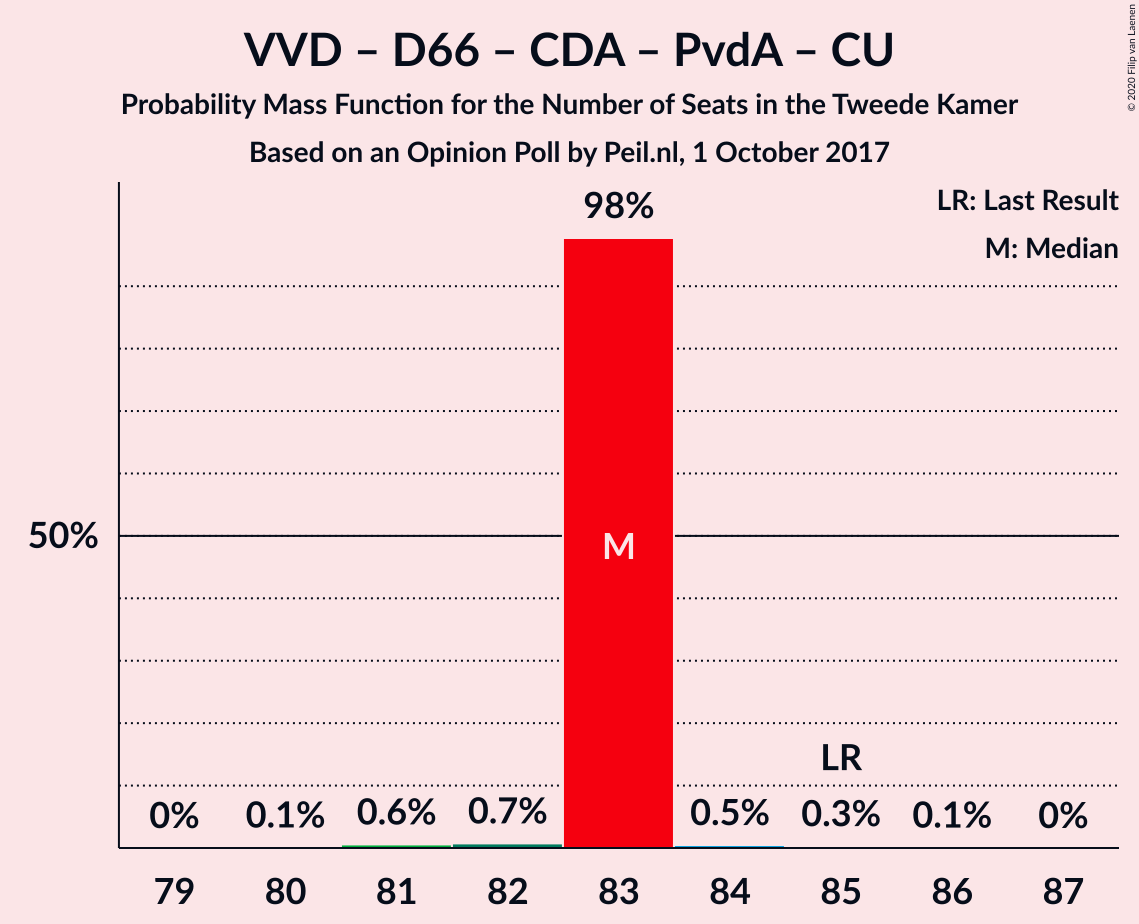 VVD – D66 – CDA – PvdA – CU
Probability Mass Function for the Number of Seats in the Tweede Kamer
Based on an Opinion Poll by Peil.nl, 1 October 2017
© 2020 Filip van Laenen
LR: Last Result
M: Median
98%
50%
M
LR
0% 0.1% 0.6% 0.7% 0.5% 0.3% 0.1% 0%
79 80 81 82 83 84 85 86 87